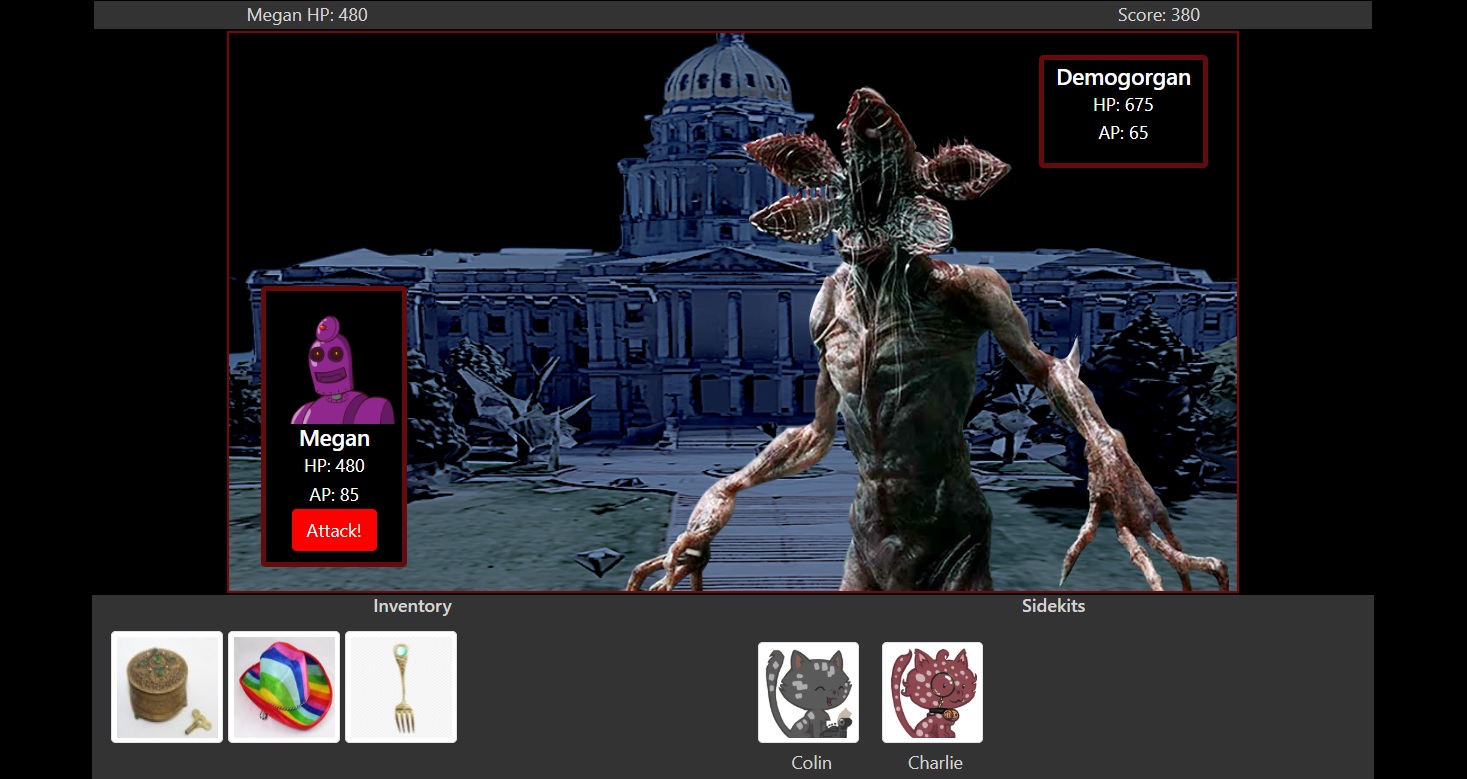 Megan HP: 480
Score: 380
Demogorgan
HP: 675
AP: 65
Megan
HP: 480
AP: 85
Attack!
Inventory
Sidekits
Colin
Charlie